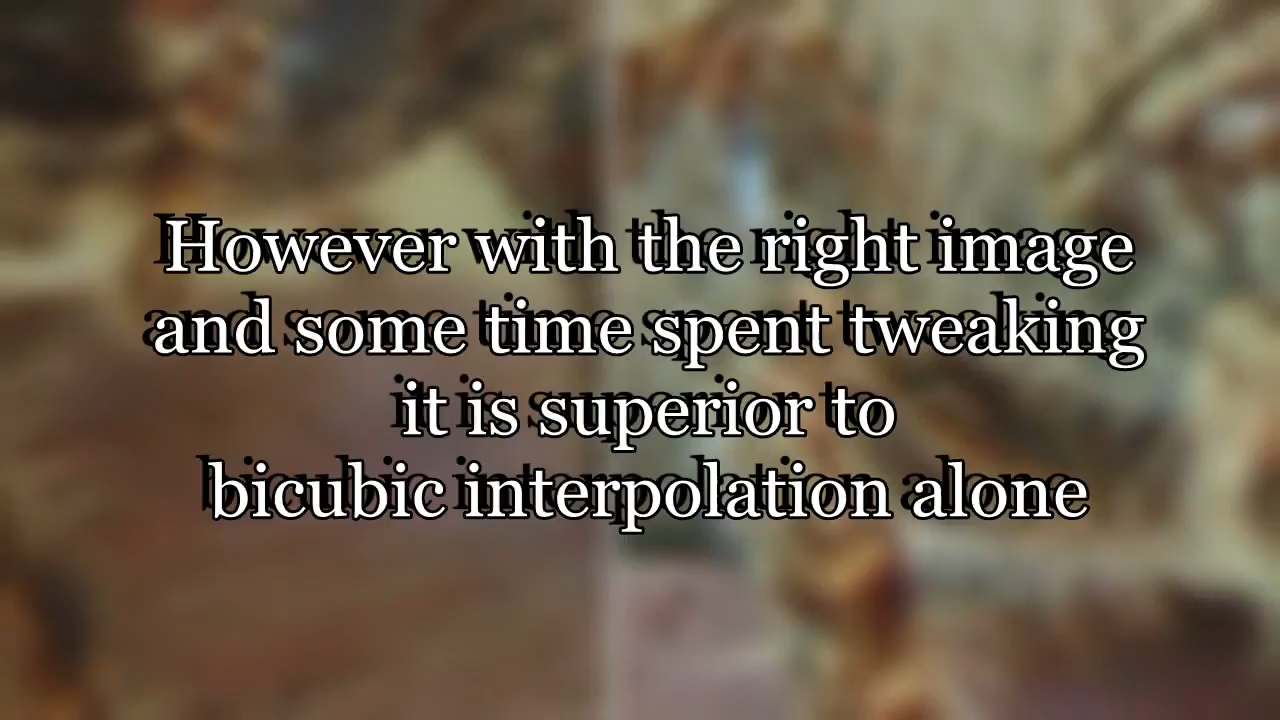 However with the right image
and some time spent tweaking
it is superior to
bicubic interpolation alone